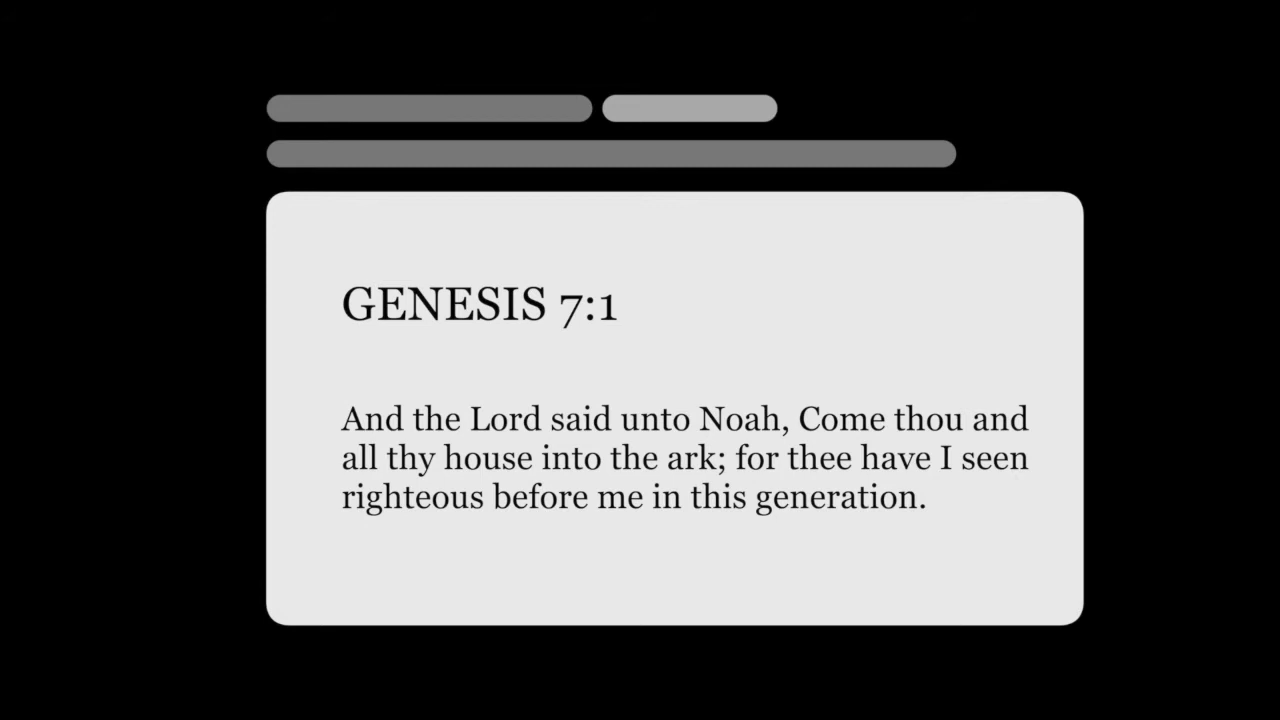 GENESIS 7:1
And the Lord said unto Noah, Come thou and
all thy house into the ark; for thee have I seen
righteous before me in this generation.